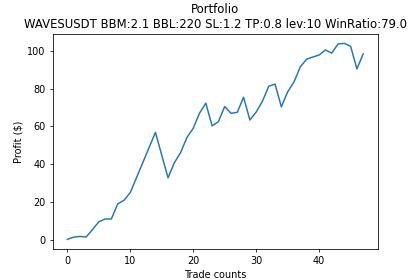 Portfolio
WAVESUSDT BBM:2.1 BBL:220 SL:1.2 TP:0.8 lev:10 WinRatio:79.0
Profit ($)
100
80
60
40
20
0
0 10 20 30 40
Trade counts